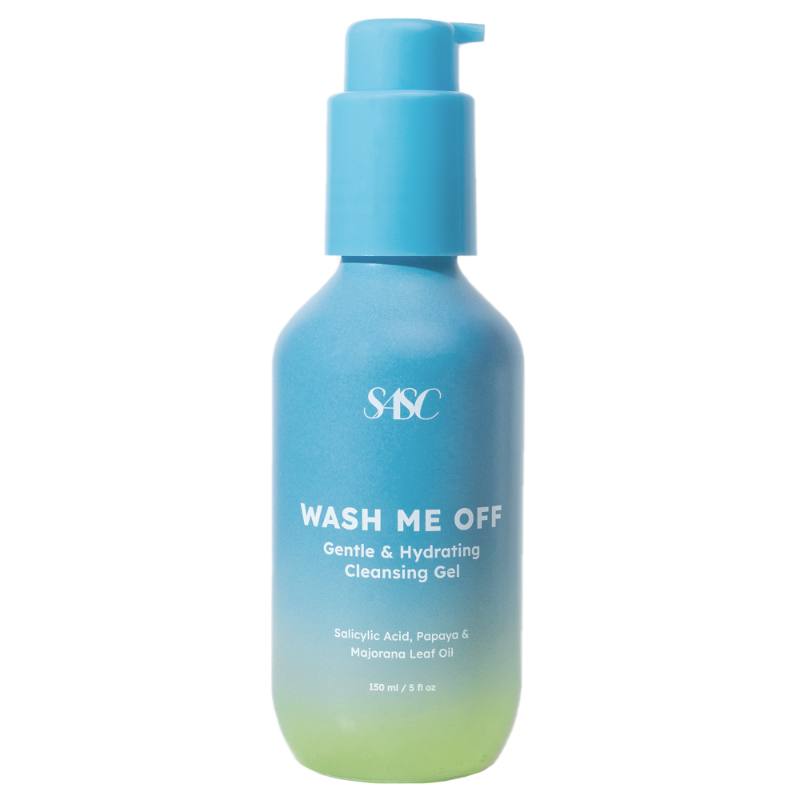 SASC
WASH ME OFF
Gentle & Hydrating
Cleansing Gel
Salicylic Acid, Papaya &
Majorana Leaf Oil
150 ml / 5 fl oz